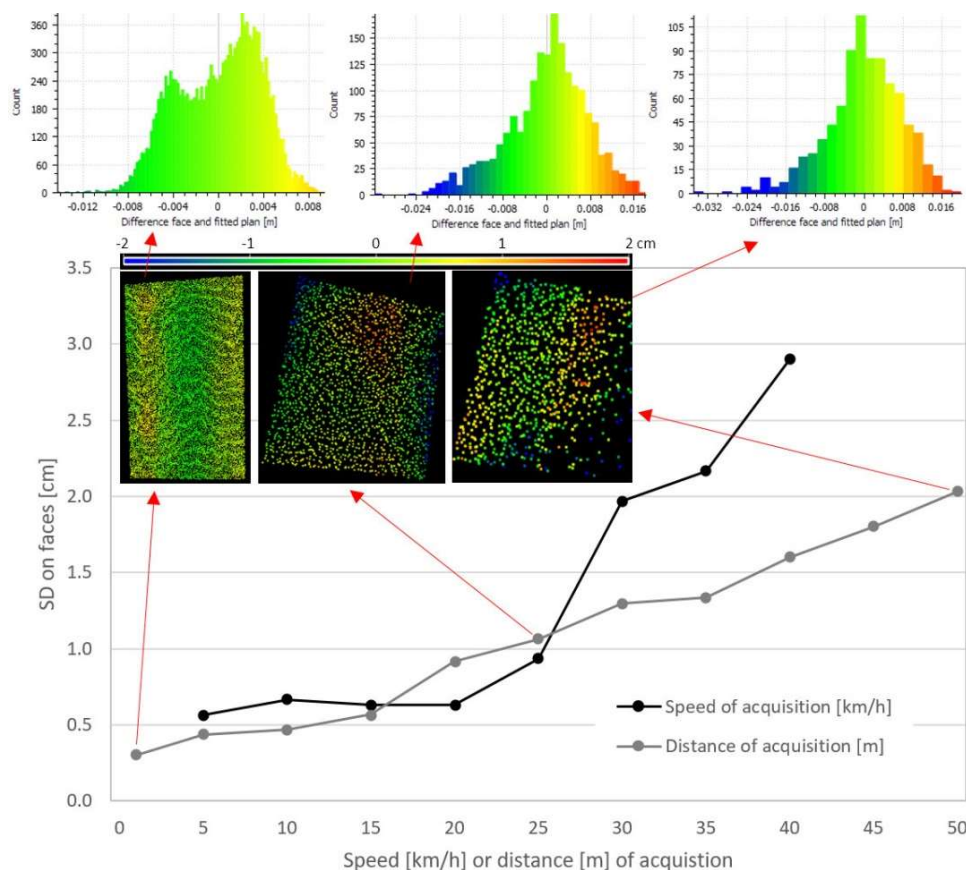 360
300
240
180
120
60
0
Count
-0.012 -0.008 -0.004 0 0.004 0.008
Difference face and fitted plan [m]
150
125
100
75
50
25
0
Count
-0.024 -0.016 -0.008 0 0.008 0.016
Difference face and fitted plan [m]
105
90
75
60
45
30
15
0
Count
-0.032 -0.024 -0.016 -0.008 0 0.008 0.016
Difference face and fitted plan [m]
-2 -1 0 1 2 cm
3.5
3.0
2.5
2.0
1.5
1.0
0.5
0.0
SD on faces [cm]
Speed of acquisition [km/h]
Distance of acquisition [m]
0 5 10 15 20 25 30 35 40 45 50
Speed [km/h] or distance [m] of acquistion